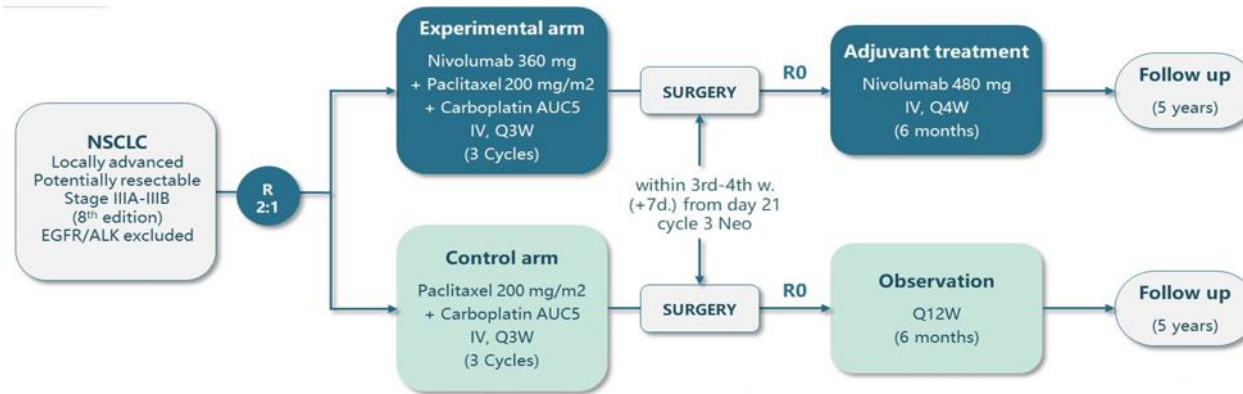 NSCLC
Locally advanced
Potentially resectable
Stage IIIA-IIIB
(8th edition)
EGFR/ALK excluded
R
2:1
Experimental arm
Nivolumab 360 mg
+ Paclitaxel 200 mg/m2
+ Carboplatin AUC5
IV, Q3W
(3 Cycles)
SURGERY
R0
Adjuvant treatment
Nivolumab 480 mg
IV, Q4W
(6 months)
Follow up
(5 years)
within 3rd-4th w.
(+7d.) from day 21
cycle 3 Neo
Control arm
Paclitaxel 200 mg/m2
+ Carboplatin AUC5
IV, Q3W
(3 Cycles)
SURGERY
R0
Observation
Q12W
(6 months)
Follow up
(5 years)